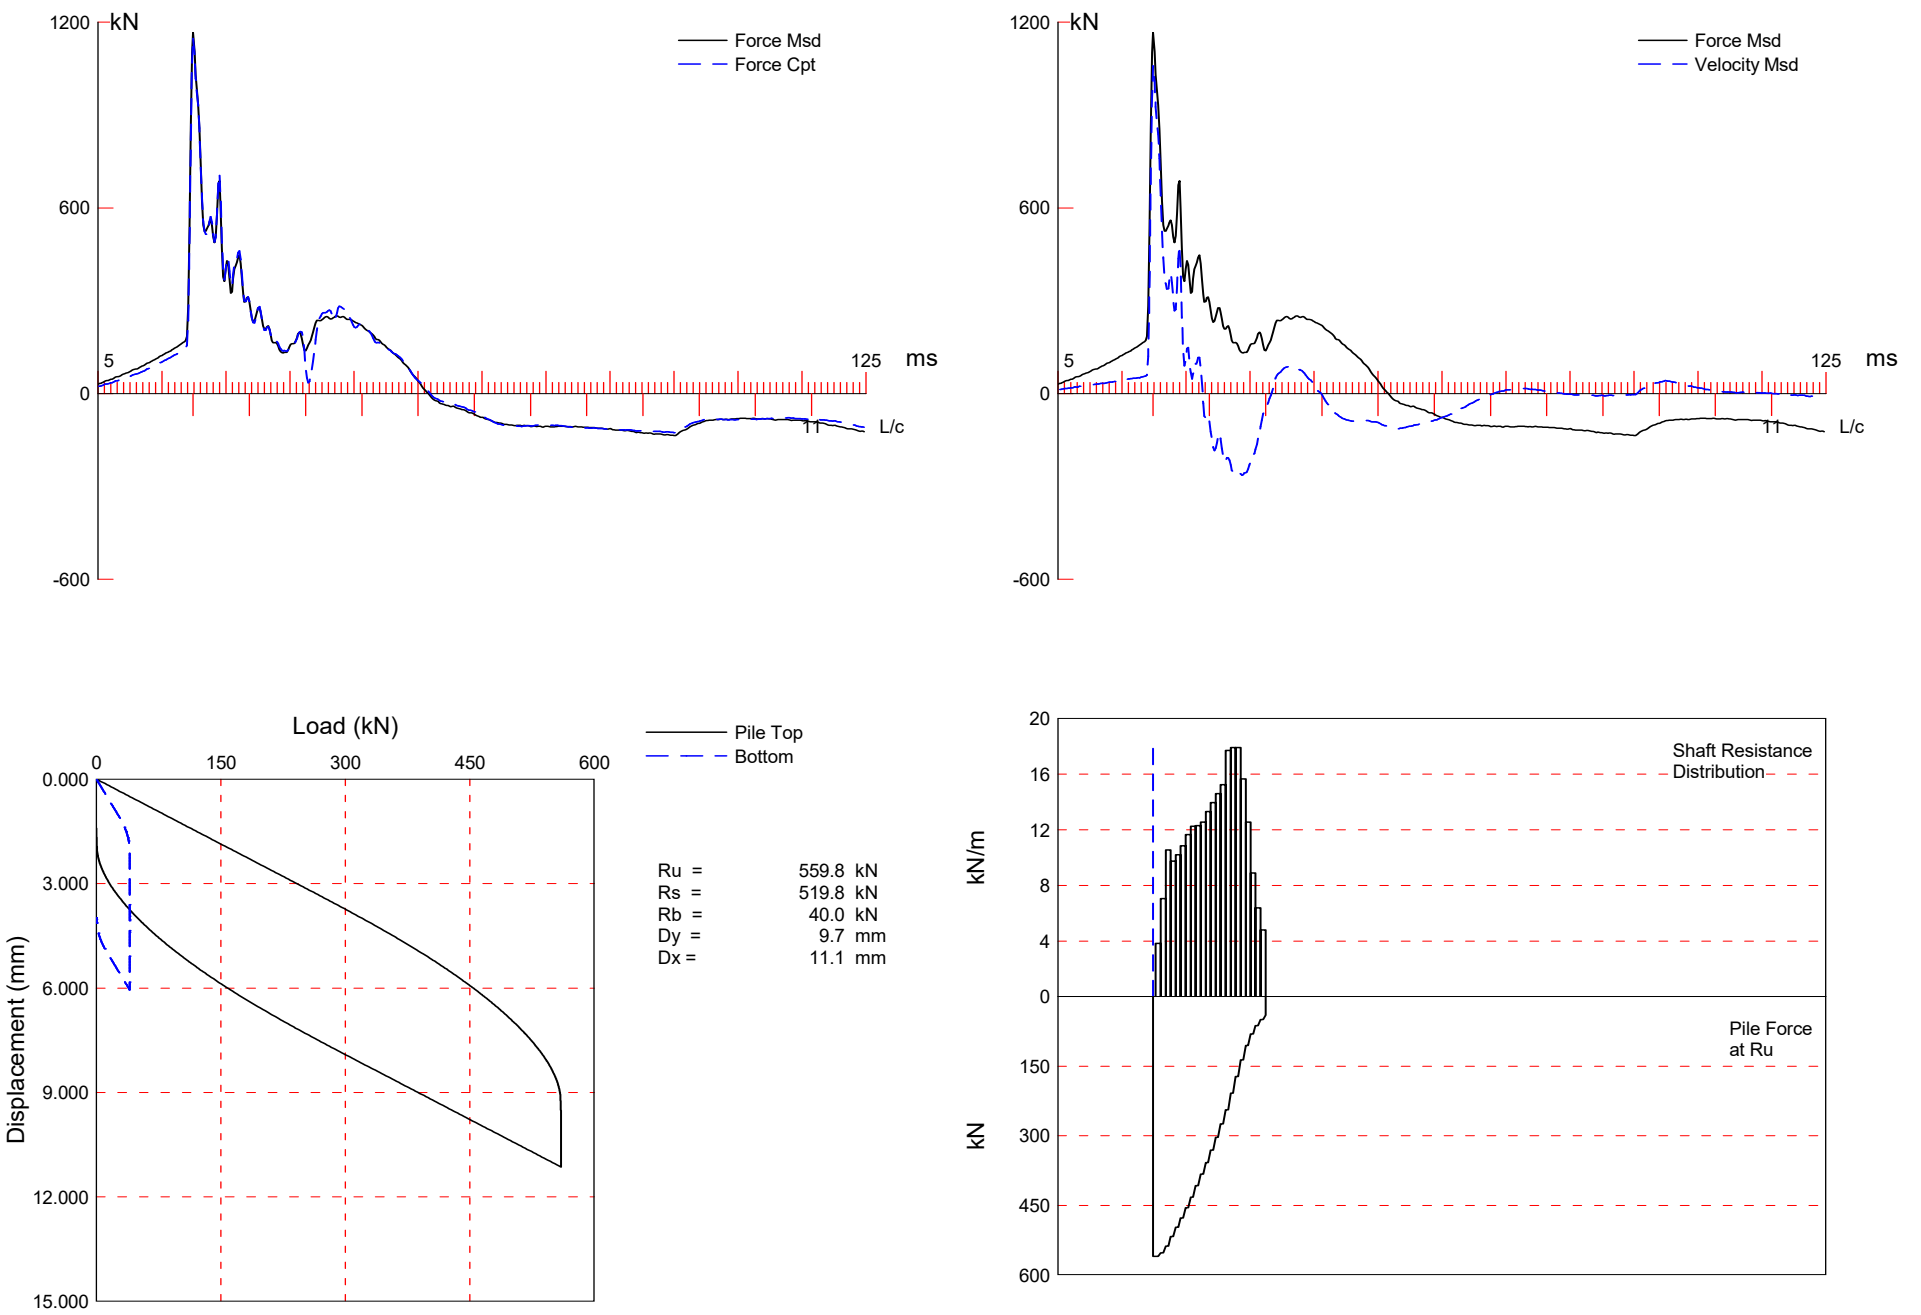 1200 kN
Force Msd
Force Cpt
600
5
125 ms
0
11 L/c
-600
1200 kN
Force Msd
Velocity Msd
600
5
125 ms
0
11 L/c
-600
Load (kN)
0 150 300 450 600
Pile Top
Bottom
Displacement (mm)
0.000
3.000
6.000
9.000
12.000
15.000
Ru = 559.8 kN
Rs = 519.8 kN
Rb = 40.0 kN
Dy = 9.7 mm
Dx = 11.1 mm
20
Shaft Resistance
Distribution
16
12
kN/m
8
4
0
Pile Force
at Ru
150
kN
300
450
600